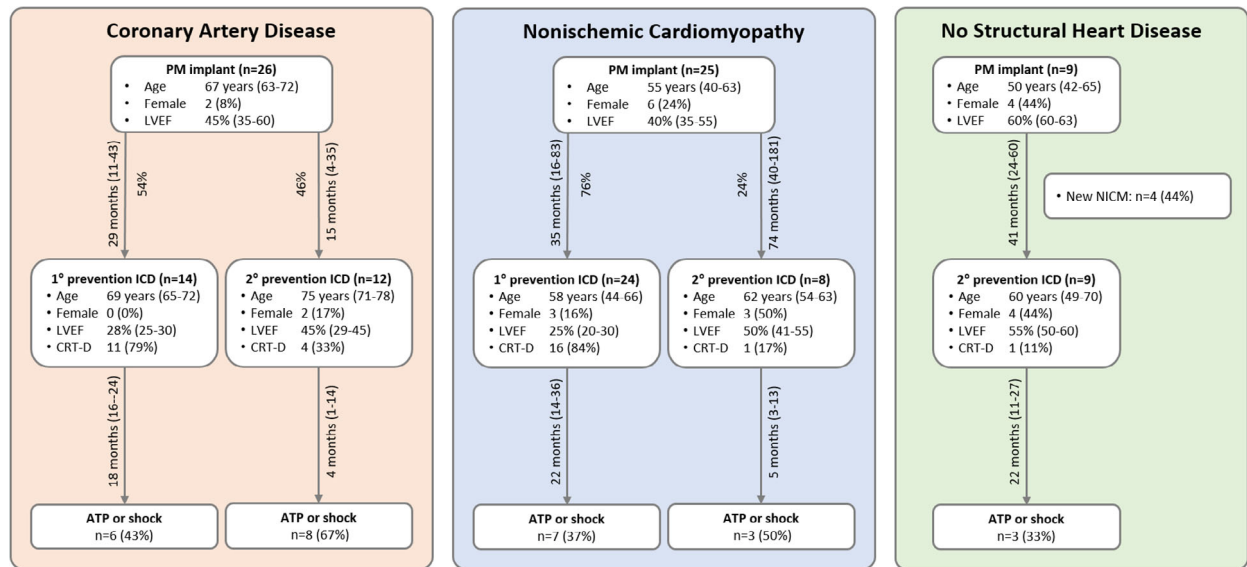 Coronary Artery Disease
PM implant (n=26)
• Age 67 years (63-72)
• Female 2 (8%)
• LVEF 45% (35-60)
29 months (11-43)
54%
46%
15 months (4-35)
1° prevention ICD (n=14)
• Age 69 years (65-72)
• Female 0 (0%)
• LVEF 28% (25-30)
• CRT-D 11 (79%)
2° prevention ICD (n=12)
• Age 75 years (71-78)
• Female 2 (17%)
• LVEF 45% (29-45)
• CRT-D 4 (33%)
18 months (16--24)
4 months (1-14)
ATP or shock
n=6 (43%)
ATP or shock
n=8 (67%)
Nonischemic Cardiomyopathy
PM implant (n=25)
• Age 55 years (40-63)
• Female 6 (24%)
• LVEF 40% (35-55)
35 months (16-83)
76%
24%
74 months (40-181)
1° prevention ICD (n=24)
• Age 58 years (44-66)
• Female 3 (16%)
• LVEF 25% (20-30)
• CRT-D 16 (84%)
2° prevention ICD (n=8)
• Age 62 years (54-63)
• Female 3 (50%)
• LVEF 50% (41-55)
• CRT-D 1 (17%)
22 months (14-36)
5 months (3-13)
ATP or shock
n=7 (37%)
ATP or shock
n=3 (50%)
No Structural Heart Disease
PM implant (n=9)
• Age 50 years (42-65)
• Female 4 (44%)
• LVEF 60% (60-63)
41 months (24-60)
• New NICM: n=4 (44%)
2° prevention ICD (n=9)
• Age 60 years (49-70)
• Female 4 (44%)
• LVEF 55% (50-60)
• CRT-D 1 (11%)
22 months (11-27)
ATP or shock
n=3 (33%)